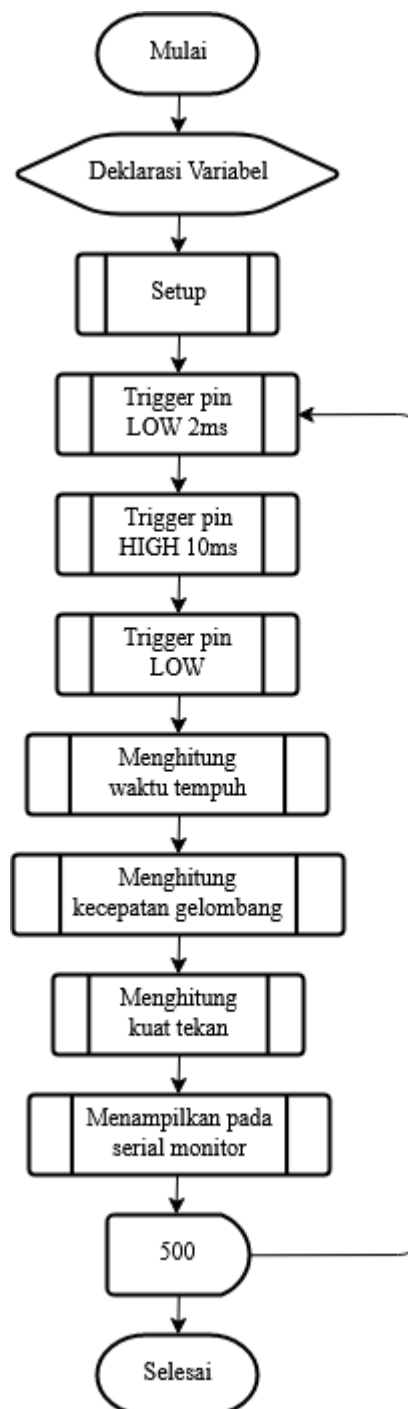 Mulai
Deklarasi Variabel
Setup
Trigger pin
LOW 2ms
Trigger pin
HIGH 10ms
Trigger pin
LOW
Menghitung
waktu tempuh
Menghitung
kecepatan gelombang
Menghitung
kuat tekan
Menampilkan pada
serial monitor
500
Selesai